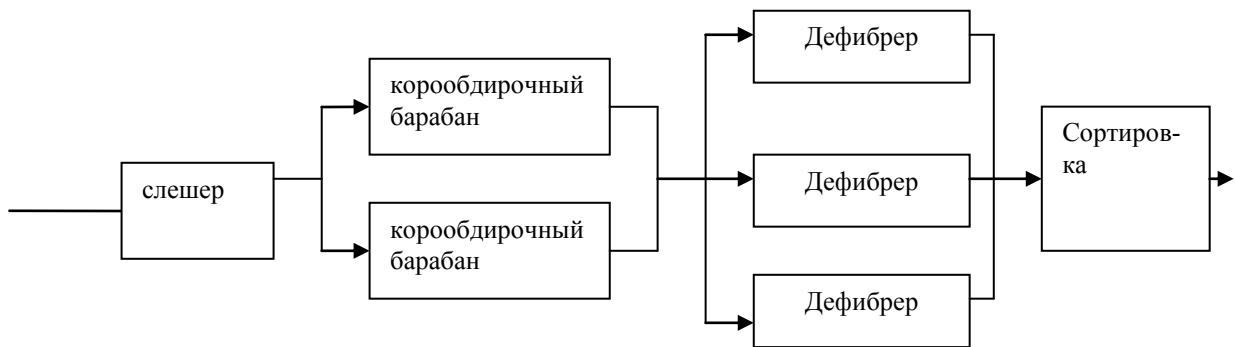 слешер
корообдирочный
барабан
корообдирочный
барабан
Дефибрер
Дефибрер
Дефибрер
Сортиров-
ка